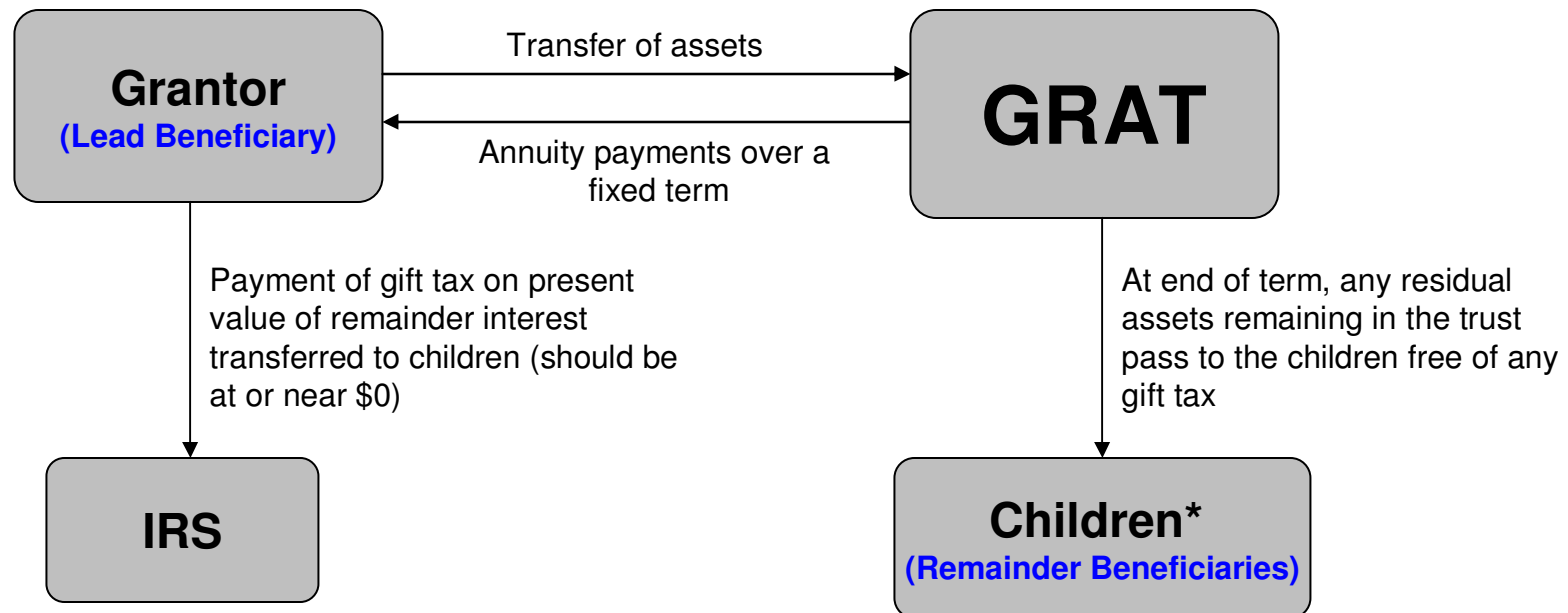 Transfer of assets
Grantor
(Lead Beneficiary)
GRAT
Annuity payments over a
fixed term
Payment of gift tax on present
value of remainder interest
transferred to children (should be
at or near $0)
At end of term, any residual
assets remaining in the trust
pass to the children free of any
gift tax
IRS
Children*
(Remainder Beneficiaries)